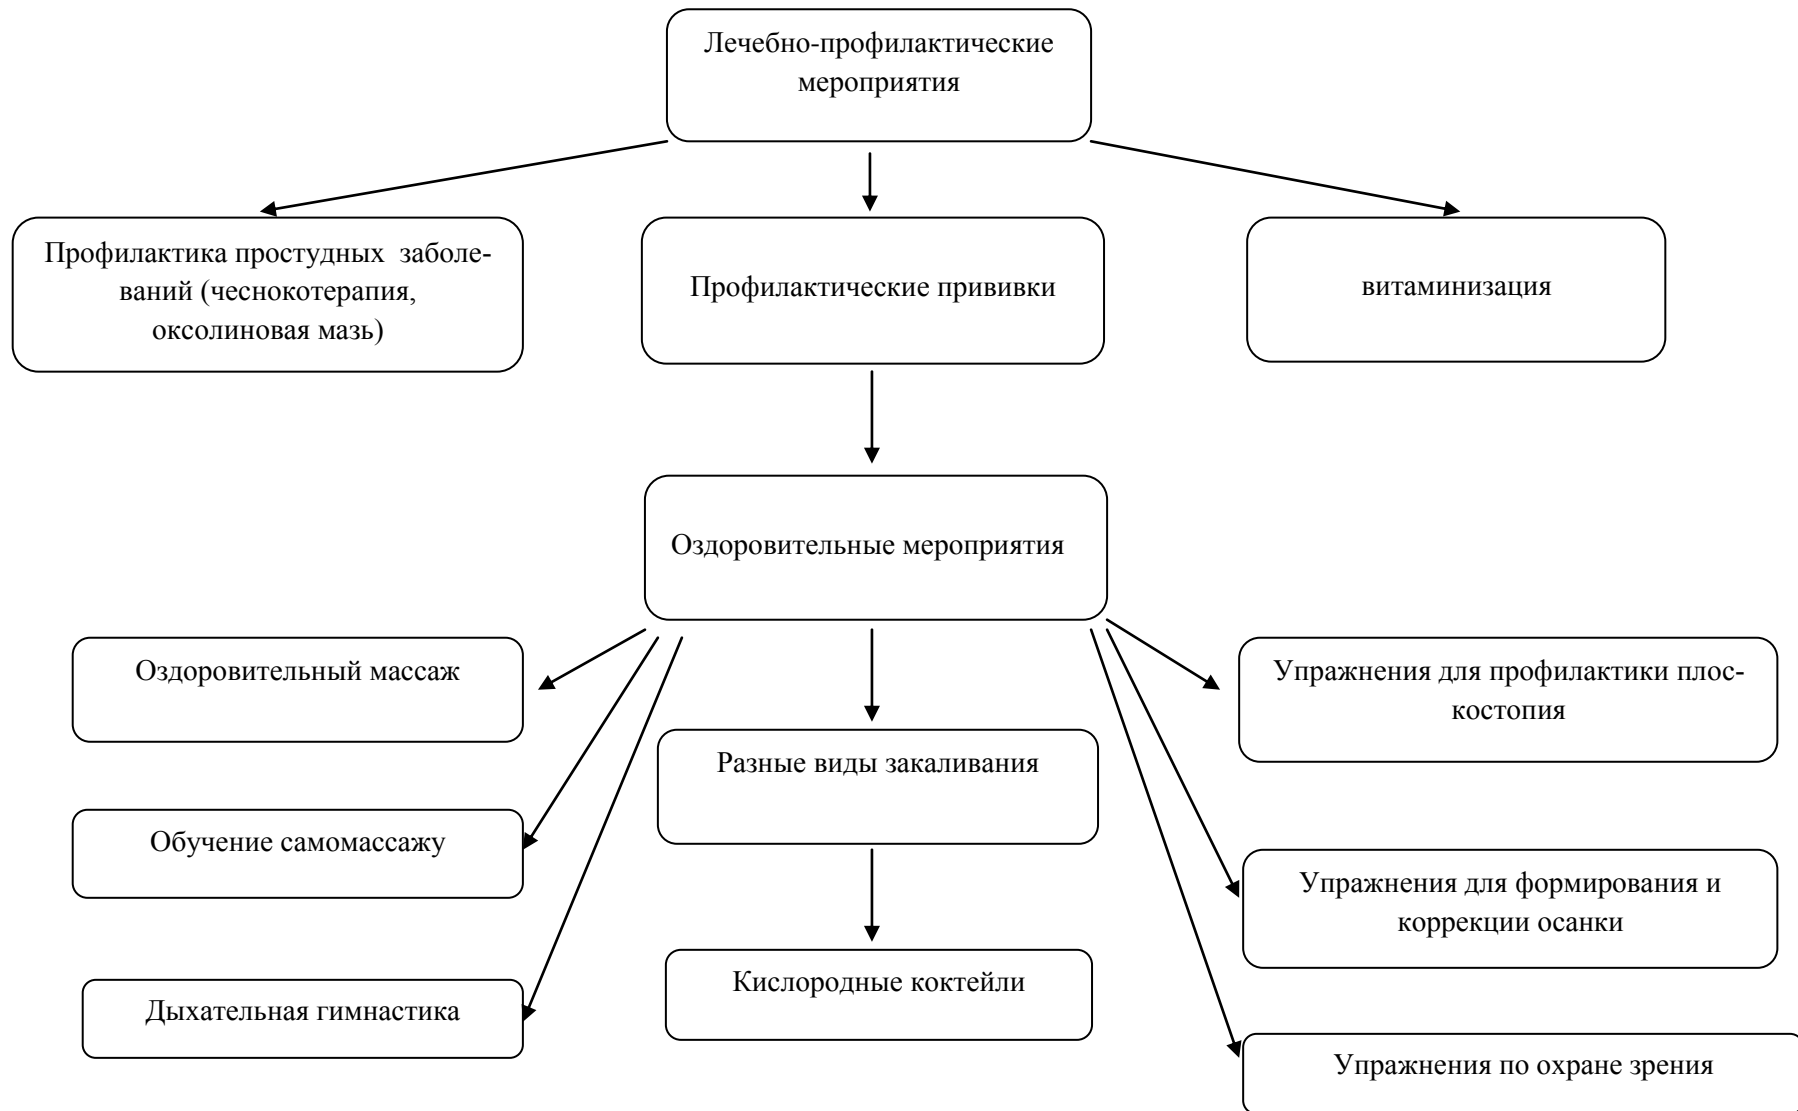 Лечебно-профилактические
мероприятия
Профилактика простудных  заболе-
ваний (чеснокотерапия,
оксолиновая мазь)
Профилактические прививки
витаминизация
Оздоровительные мероприятия
Оздоровительный массаж
Упражнения для профилактики плос-
костопия
Разные виды закаливания
Обучение самомассажу
Упражнения для формирования и
коррекции осанки
Кислородные коктейли
Дыхательная гимнастика
Упражнения по охране зрения